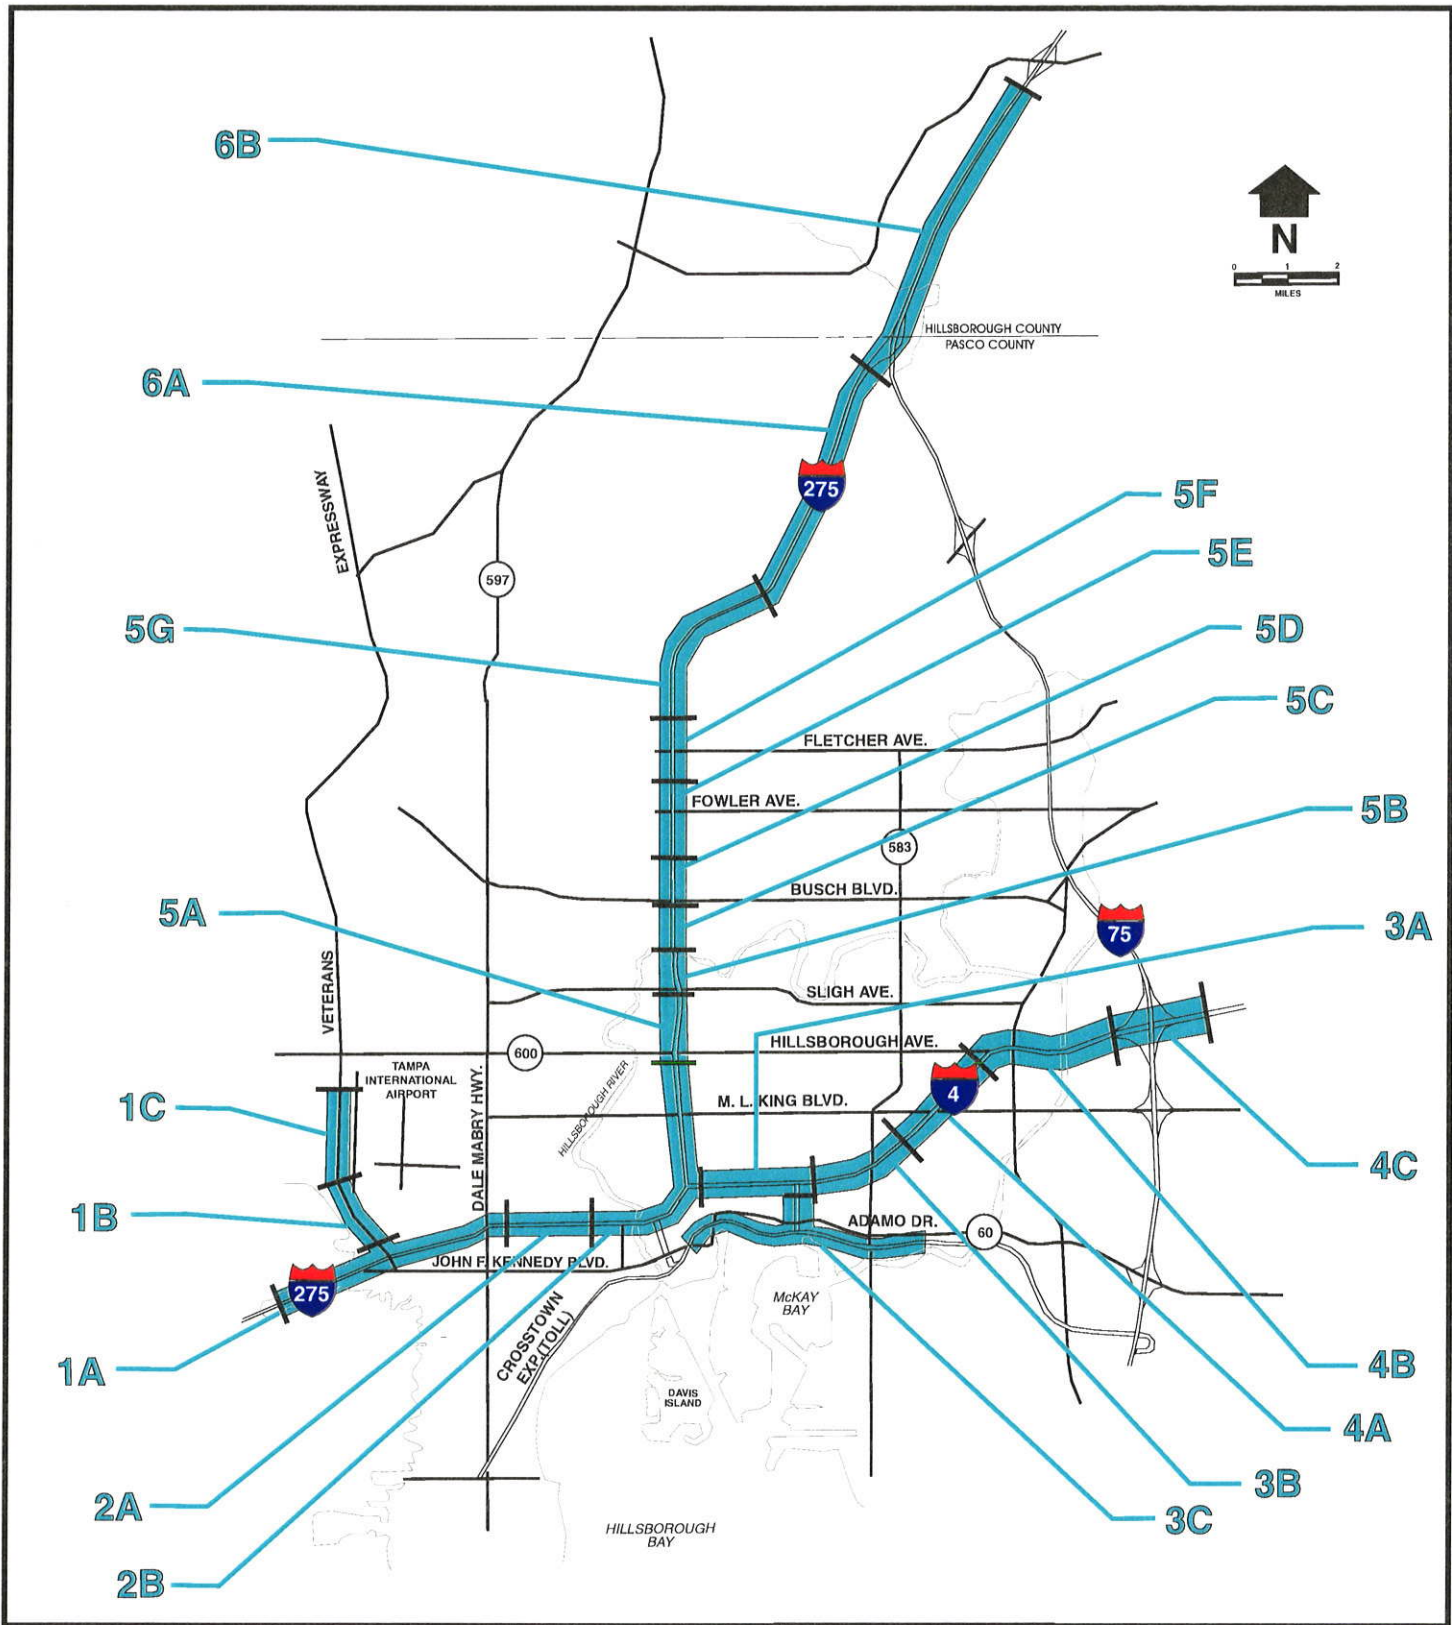 6B
N
0 1 2
MILES
HILLSBOROUGH COUNTY
PASCO COUNTY
6A
275
5F
EXPRESSWAY
5E
597
5G
5D
5C
FLETCHER AVE.
FOWLER AVE.
5B
583
BUSCH BLVD.
5A
3A
75
VETERANS
SLIGH AVE.
HILLSBOROUGH AVE.
600
TAMPA
INTERNATIONAL
AIRPORT
DALE MABRY HWY.
HILLSBOROUGH RIVER
4
M. L. KING BLVD.
1C
4C
1B
ADAMO DR.
60
JOHN F. KENNEDY BLVD.
275
McKAY
BAY
CROSSTOWN
EXP.(TOLL)
1A
4B
DAVIS
ISLAND
4A
3B
2A
3C
HILLSBOROUGH
BAY
2B